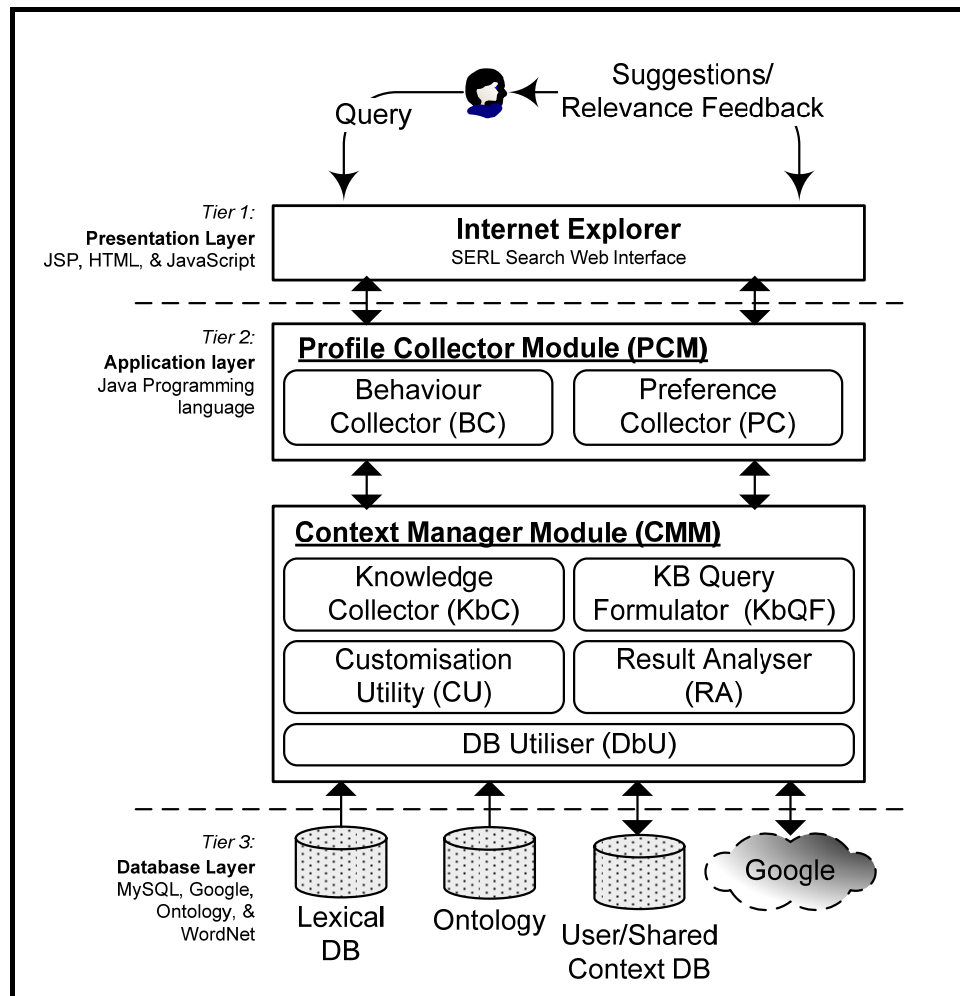 Suggestions/
Relevance Feedback
Query
Tier 1:
Presentation Layer
JSP, HTML, & JavaScript
Internet Explorer
SERL Search Web Interface
Tier 2:
Application layer
Java Programming
language
Profile Collector Module (PCM)
Behaviour
Collector (BC)
Preference
Collector (PC)
Context Manager Module (CMM)
Knowledge
Collector (KbC)
KB Query
Formulator (KbQF)
Customisation
Utility (CU)
Result Analyser
(RA)
DB Utiliser (DbU)
Tier 3:
Database Layer
MySQL, Google,
Ontology, &
WordNet
Lexical
DB
Ontology
User/Shared
Context DB
Google